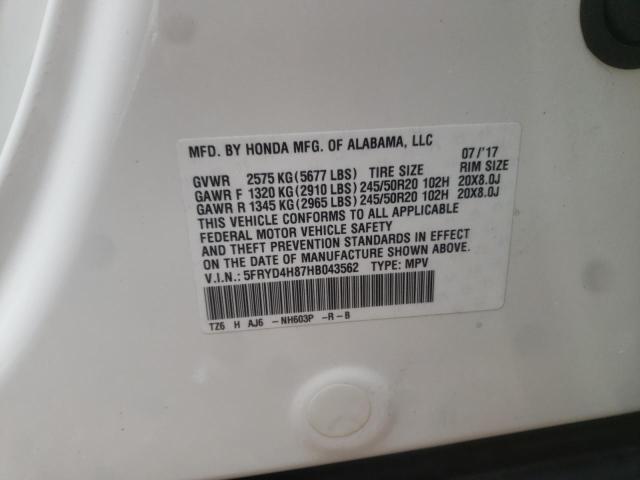 MFD. BY HONDA MFG. OF ALABAMA, LLC 07/'17
GVWR 2575 KG(5677 LBS) TIRE SIZE RIM SIZE
GAWR F 1320 KG(2910 LBS) 245/50R20 102H 20X8.0J
GAWR R 1345 KG(2965 LBS) 245/50R20 102H 20X8.0J
THIS VEHICLE CONFORMS TO ALL APPLICABLE
FEDERAL MOTOR VEHICLE SAFETY
AND THEFT PREVENTION STANDARDS IN EFFECT
ON THE DATE OF MANUFACTURE SHOWN ABOVE.
V.I.N.: 5FRYD4H87HB043562 TYPE: MPV
TZ6 H AJ6 -NH603P -R-B